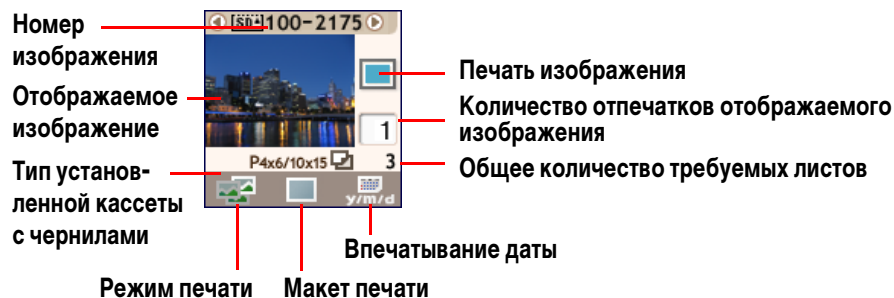 Номер
изображения
Отображаемое
изображение
Тип установ-
ленной кассеты
с чернилами
Режим печати
Макет печати
Впечатывание даты
Печать изображения
Количество отпечатков отображаемого
изображения
Общее количество требуемых листов
SD 100-2175
1
P4x6/10x15 3
y/m/d